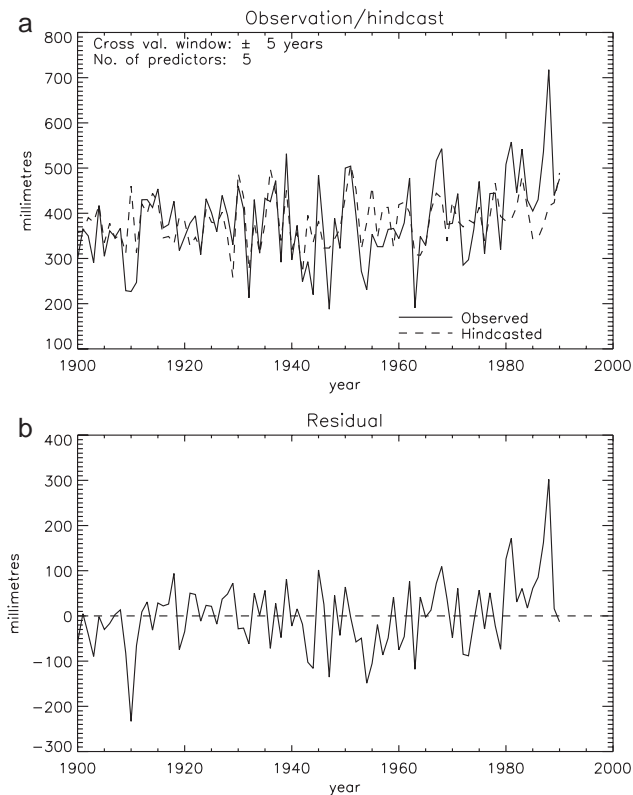 a
Observation/hindcast
Cross val. window: ± 5 years
No. of predictors: 5
800
700
600
500
400
300
200
100
millimetres
Observed
Hindcasted
1900 1920 1940 1960 1980 2000
year
b
Residual
400
300
200
100
0
−100
−200
−300
millimetres
1900 1920 1940 1960 1980 2000
year